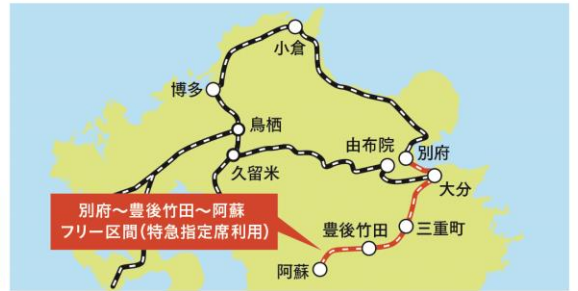 小倉
博多
鳥栖
由布院
別府
久留米
大分
別府～豊後竹田～阿蘇
フリー区間(特急指定席利用)
豊後竹田
三重町
阿蘇